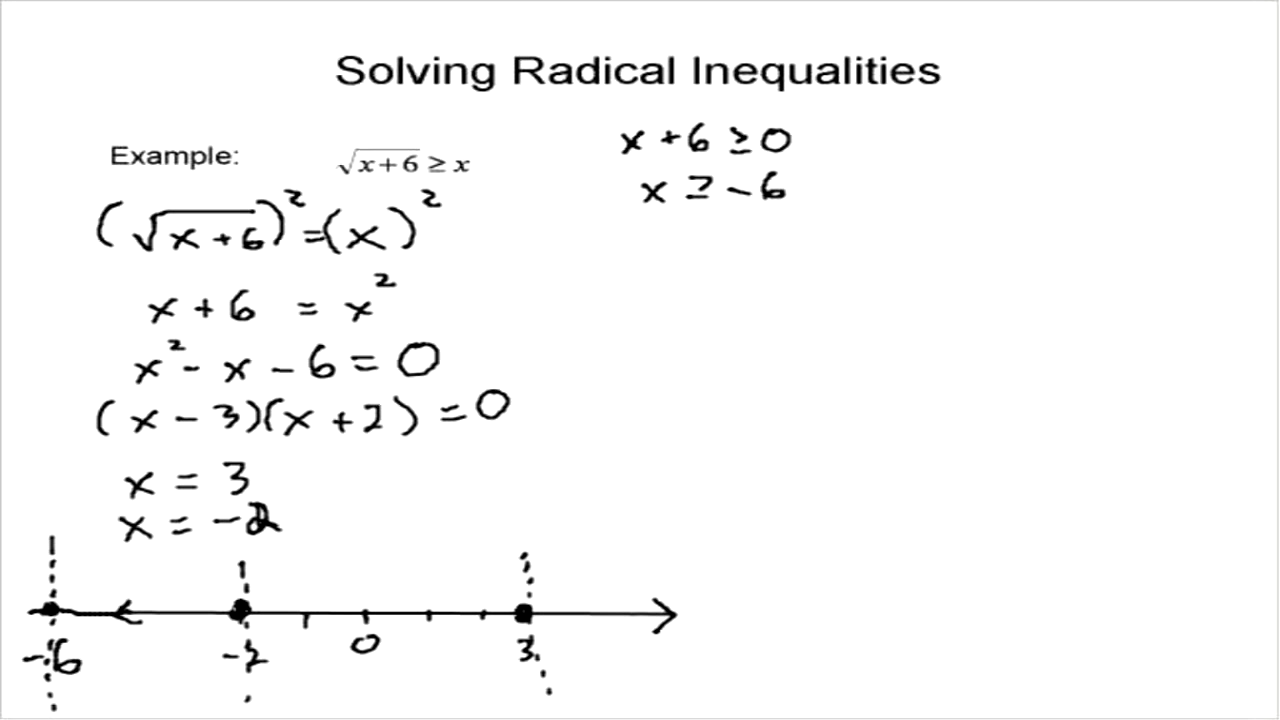 Solving Radical Inequalities
Example: √x+6 ≥ x
x + 6 ≥ 0
x ≥ - 6
(√x + 6)² = (x)²
x + 6 = x²
x² - x - 6 = 0
(x - 3)(x + 2) = 0
x = 3
x = -2
-6 -2 0 3